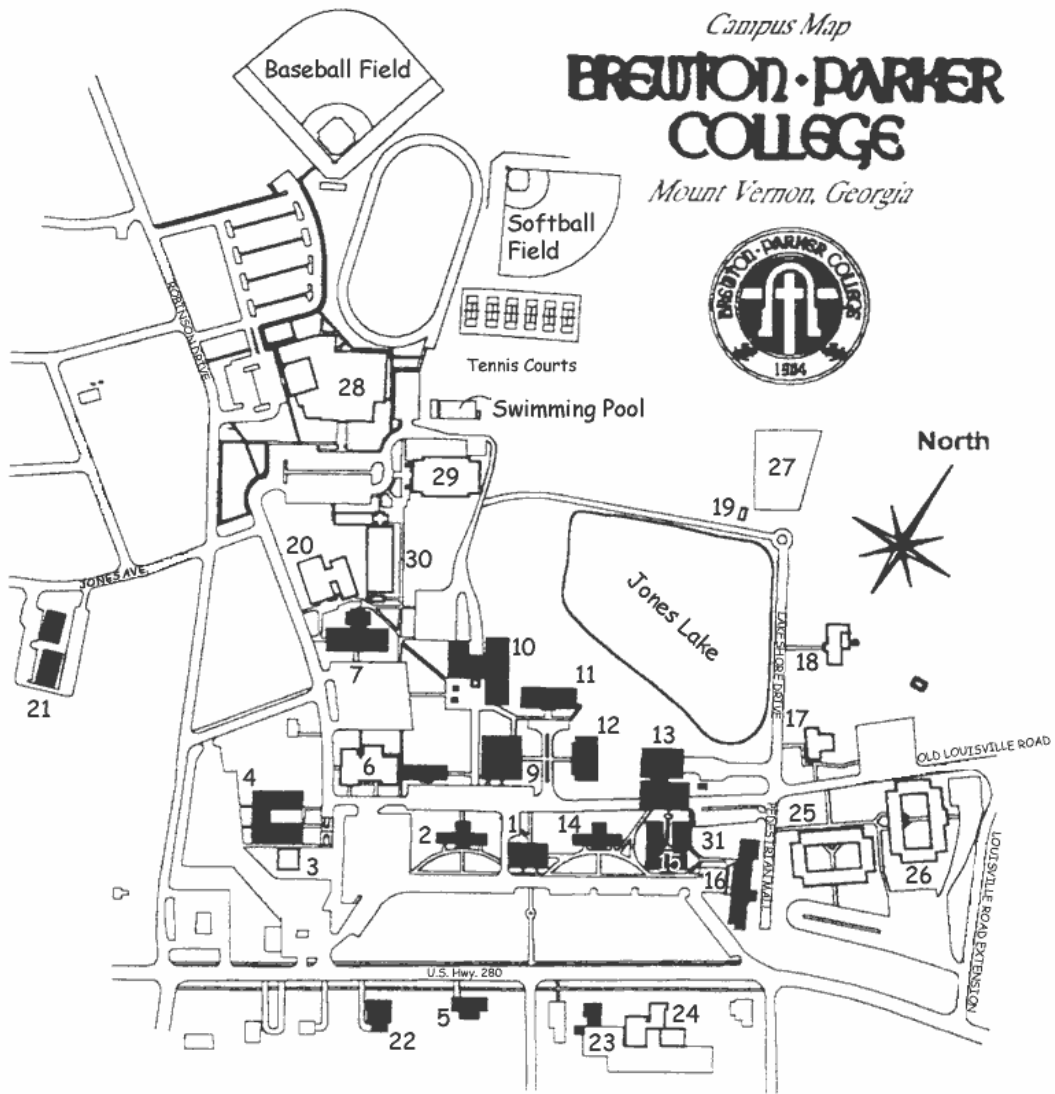 Campus Map
BREWTON·PARKER
COLLEGE
Mount Vernon, Georgia
Baseball Field
Softball
Field
BREWTON·PARKER COLLEGE
1904
Tennis Courts
ROBINSON DRIVE
28
Swimming Pool
North
27
29
19
20
30
JONES AVE.
Jones Lake
LAKE SHORE DRIVE
10
18
7
11
21
17
12
13
OLD LOUISVILLE ROAD
6
9
4
25
2
1
14
31
PEDESTRIAN MALL
3
15
26
16
LOUISVILLE ROAD EXTENSION
U.S. Hwy. 280
5
24
22
23